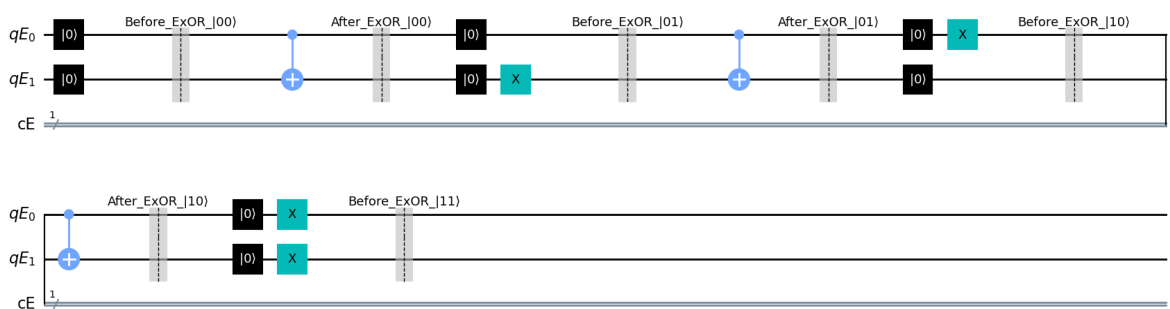 Before_ExOR_|00⟩ After_ExOR_|00⟩ Before_ExOR_|01⟩ After_ExOR_|01⟩ Before_ExOR_|10⟩
qE0 |0⟩ |0⟩ |0⟩ X
qE1 |0⟩ |0⟩ X |0⟩
cE 1
After_ExOR_|10⟩ Before_ExOR_|11⟩
qE0 |0⟩ X
qE1 |0⟩ X
cE 1